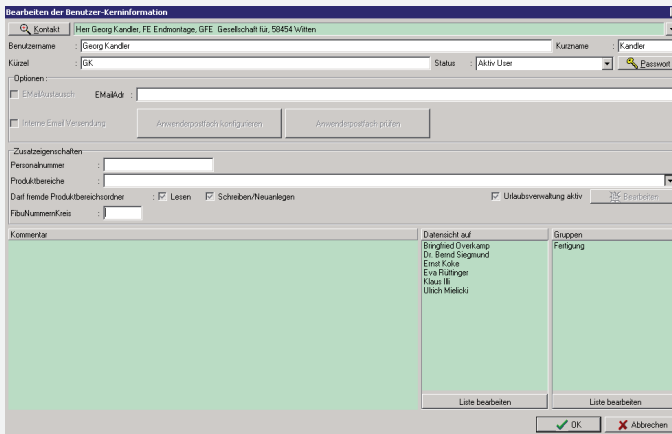 Bearbeiten der Benutzer-Kerninformation
Kontakt Herr Georg Kandler, FE Endmontage, GFE Gesellschaft für, 58454 Witten
Benutzername : Georg Kandler Kurzname : Kandler
Kürzel : GK Status : Aktiv User Passwort
Optionen :
EMailAustausch EMailAdr :
Interne Email Versendung: Anwenderpostfach konfigurieren Anwenderpostfach prüfen
Zusatzeigenschaften
Personalnummer :
Produktbereiche :
Darf fremde Produktbereichsordner : Lesen Schreiben/Neuanlegen Urlaubsverwaltung aktiv Bearbeiten
FibuNummernKreis :
Kommentar Datensicht auf Gruppen
Bringfried Overkamp Fertigung
Dr. Bernd Siegmund
Ernst Koke
Eva Rüttinger
Klaus Illi
Ulrich Mielicki
Liste bearbeiten Liste bearbeiten
OK Abbrechen